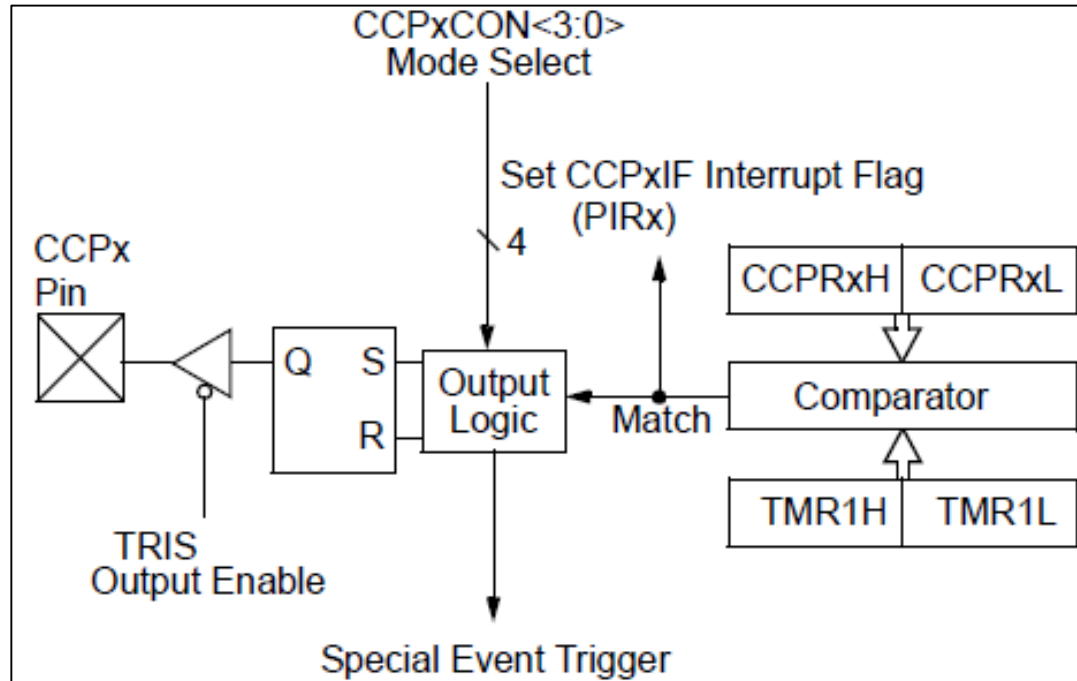 CCPxCON<3:0>
Mode Select
Set CCPxIF Interrupt Flag
(PIRx)
4
CCPx
Pin
CCPRxH CCPRxL
Q S
R
Output
Logic
Match
Comparator
TMR1H TMR1L
TRIS
Output Enable
Special Event Trigger